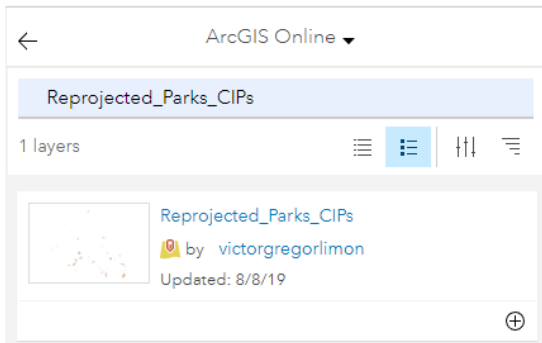 ArcGIS Online
Reprojected_Parks_CIPs
1 layers
Reprojected_Parks_CIPs
by victorgregorlimon
Updated: 8/8/19